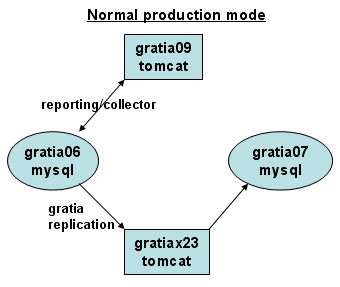 Normal production mode
gratia09
tomcat
reporting/collector
gratia06
mysql
gratia07
mysql
gratia
replication
gratiax23
tomcat